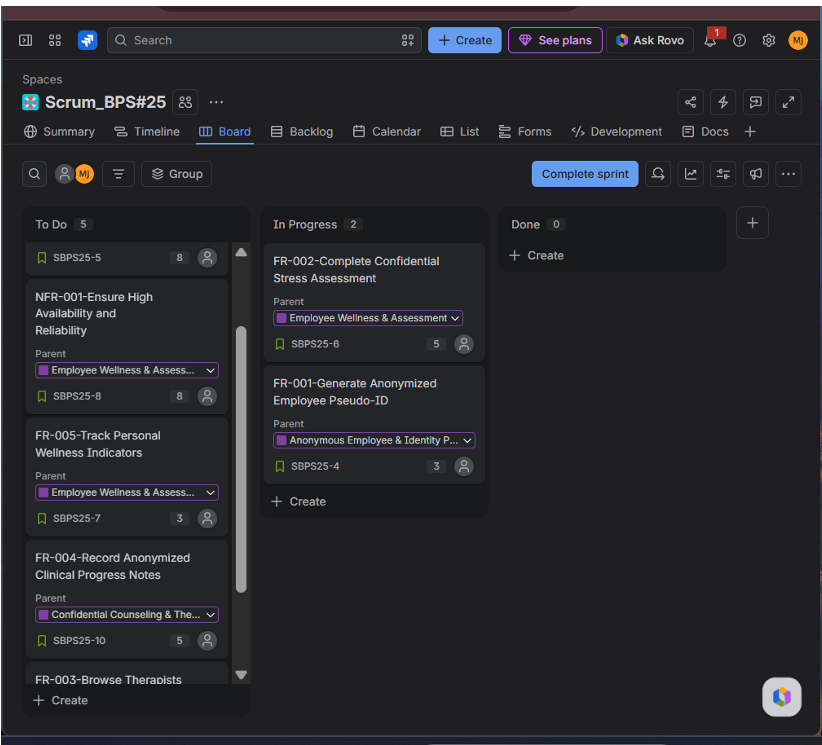 Search
+ Create
See plans
Ask Rovo
1
MJ
Spaces
Scrum_BPS#25
Summary
Timeline
Board
Backlog
Calendar
List
Forms
Development
Docs
MJ
Group
Complete sprint
To Do 5
SBPS25-5 8
NFR-001-Ensure High
Availability and
Reliability
Parent
Employee Wellness & Assess...
SBPS25-8 8
FR-005-Track Personal
Wellness Indicators
Parent
Employee Wellness & Assess...
SBPS25-7 3
FR-004-Record Anonymized
Clinical Progress Notes
Parent
Confidential Counseling & The...
SBPS25-10 5
FR-003-Browse Therapists
+ Create
In Progress 2
FR-002-Complete Confidential
Stress Assessment
Parent
Employee Wellness & Assessment
SBPS25-6 5
FR-001-Generate Anonymized
Employee Pseudo-ID
Parent
Anonymous Employee & Identity P...
SBPS25-4 3
+ Create
Done 0
+ Create